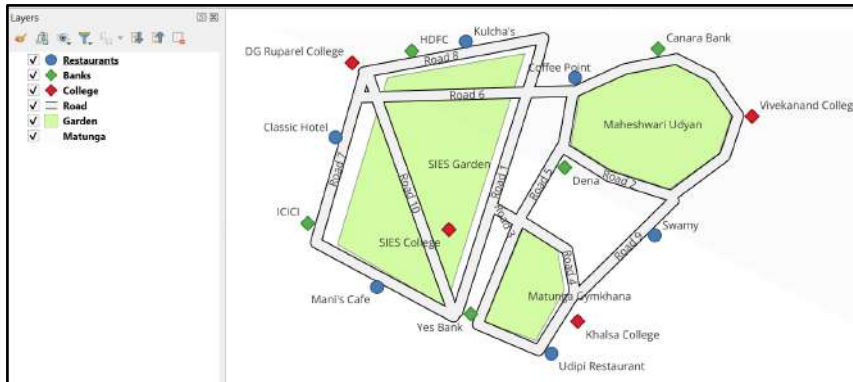 Layers
Restaurants
Banks
College
Road
Garden
Matunga
HDFC
Kulcha's
Canara Bank
DG Ruparel College
Road 8
Coffee Point
Road 6
Vivekanand Colleg
Classic Hotel
Maheshwari Udyan
Road 7
SIES Garden
Road 1
Road 5
Dena
Road 2
Road 10
ICICI
Road 3
SIES College
Swamy
Road 9
Road 4
Mani's Cafe
Matunga Gymkhana
Yes Bank
Khalsa College
Udipi Restaurant